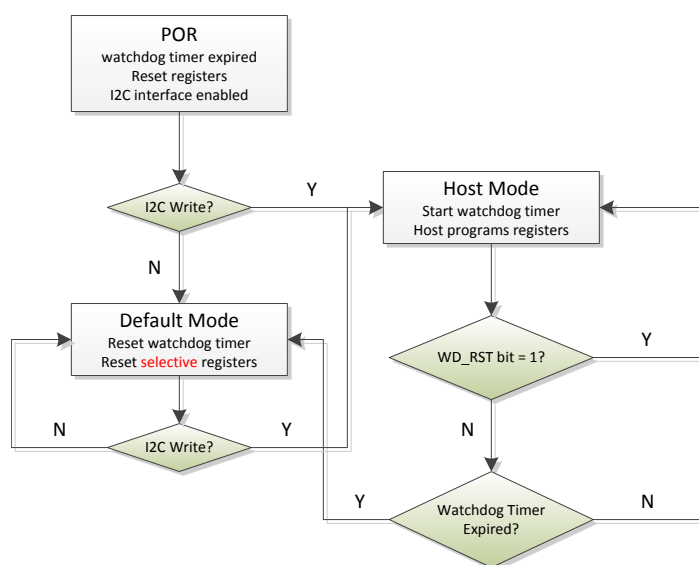 POR
watchdog timer expired
Reset registers
I2C interface enabled
I2C Write?
Y
N
Host Mode
Start watchdog timer
Host programs registers
Default Mode
Reset watchdog timer
Reset selective registers
WD_RST bit = 1?
Y
N
I2C Write?
N
Y
Watchdog Timer
Expired?
Y
N